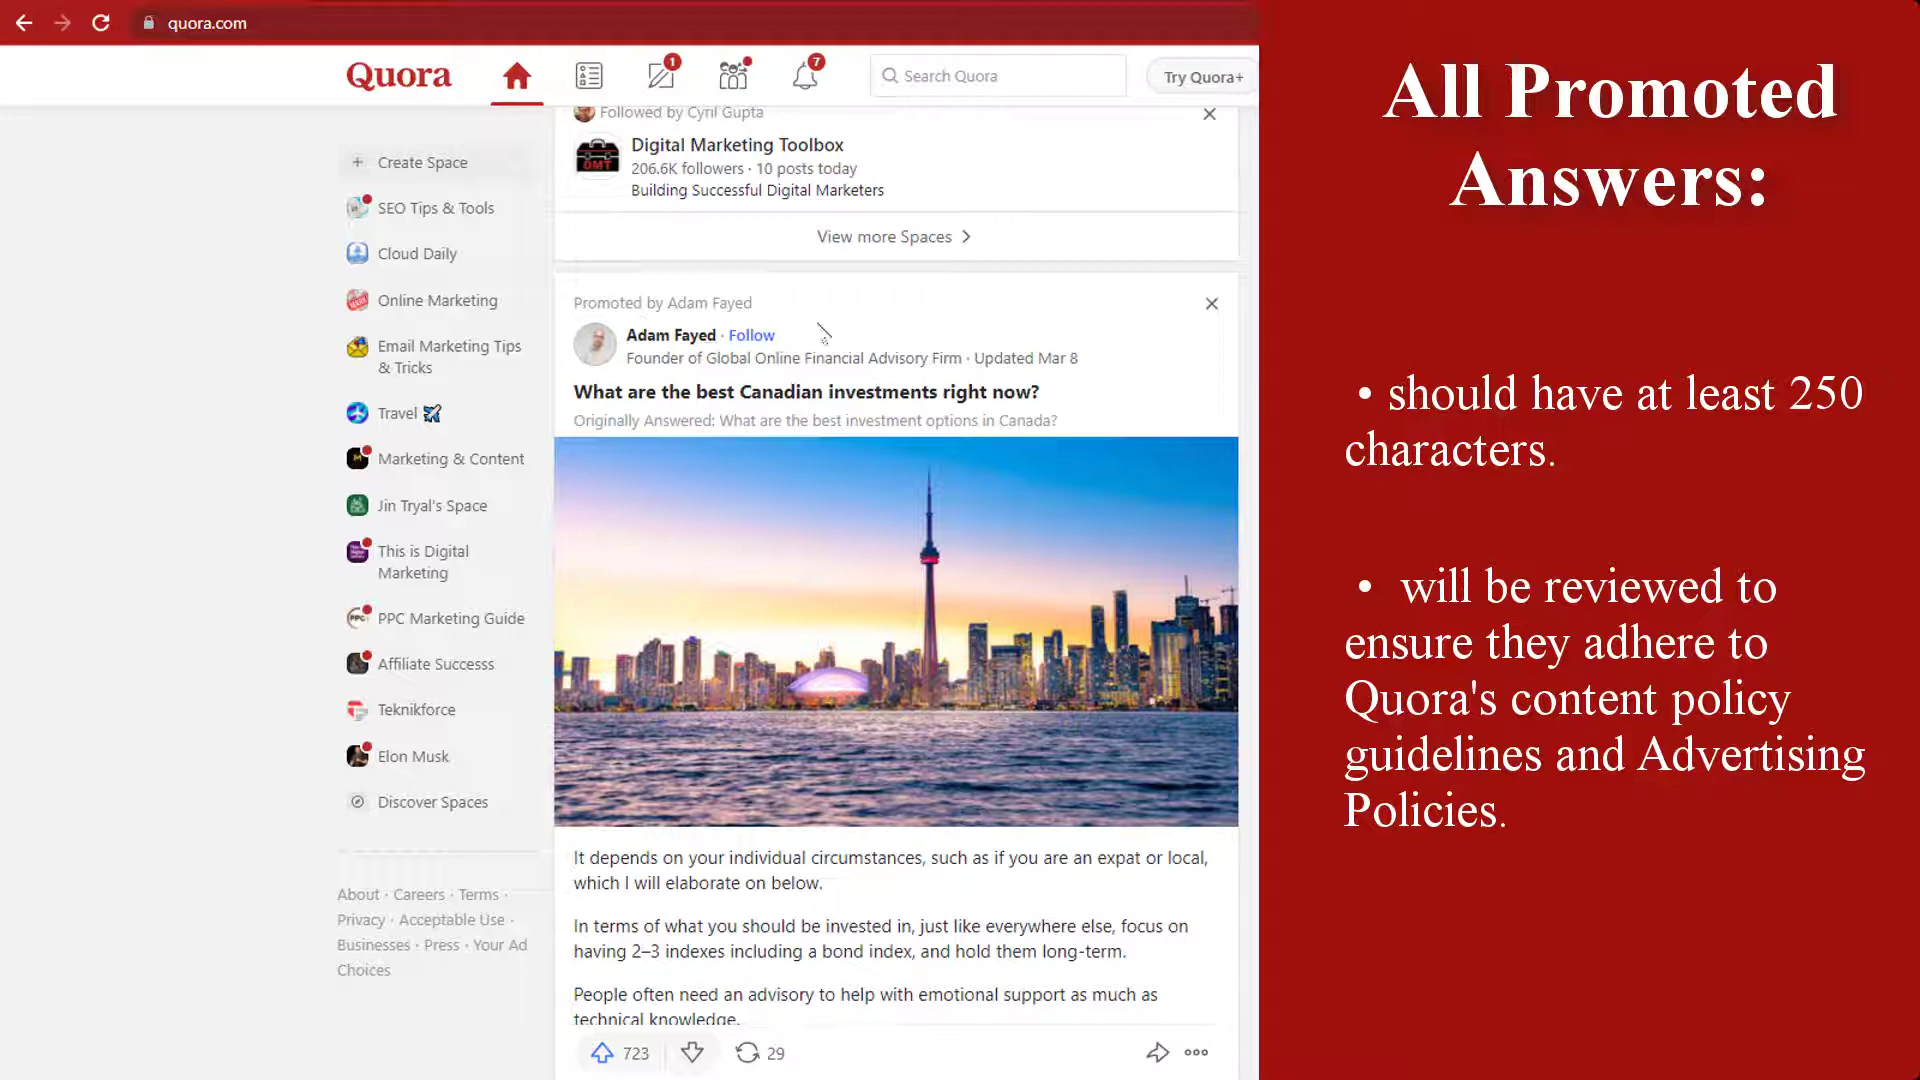 quora.com
Quora
1
7
Search Quora
Try Quora+
Followed by Cyril Gupta
Digital Marketing Toolbox
DMT
206.6K followers · 10 posts today
Building Successful Digital Marketers
View more Spaces
Create Space
SEO Tips & Tools
Cloud Daily
Online Marketing
Email Marketing Tips
& Tricks
Travel
Marketing & Content
Jin Tryal's Space
This is Digital
Marketing
PPC
PPC Marketing Guide
Affiliate Successs
Teknikforce
Elon Musk
Discover Spaces
About · Careers · Terms ·
Privacy · Acceptable Use ·
Businesses · Press · Your Ad
Choices
Promoted by Adam Fayed
Adam Fayed · Follow
Founder of Global Online Financial Advisory Firm · Updated Mar 8
What are the best Canadian investments right now?
Originally Answered: What are the best investment options in Canada?
It depends on your individual circumstances, such as if you are an expat or local,
which I will elaborate on below.
In terms of what you should be invested in, just like everywhere else, focus on
having 2–3 indexes including a bond index, and hold them long-term.
People often need an advisory to help with emotional support as much as
technical knowledge.
723
29
All Promoted
Answers:
• should have at least 250
characters.
• will be reviewed to
ensure they adhere to
Quora's content policy
guidelines and Advertising
Policies.